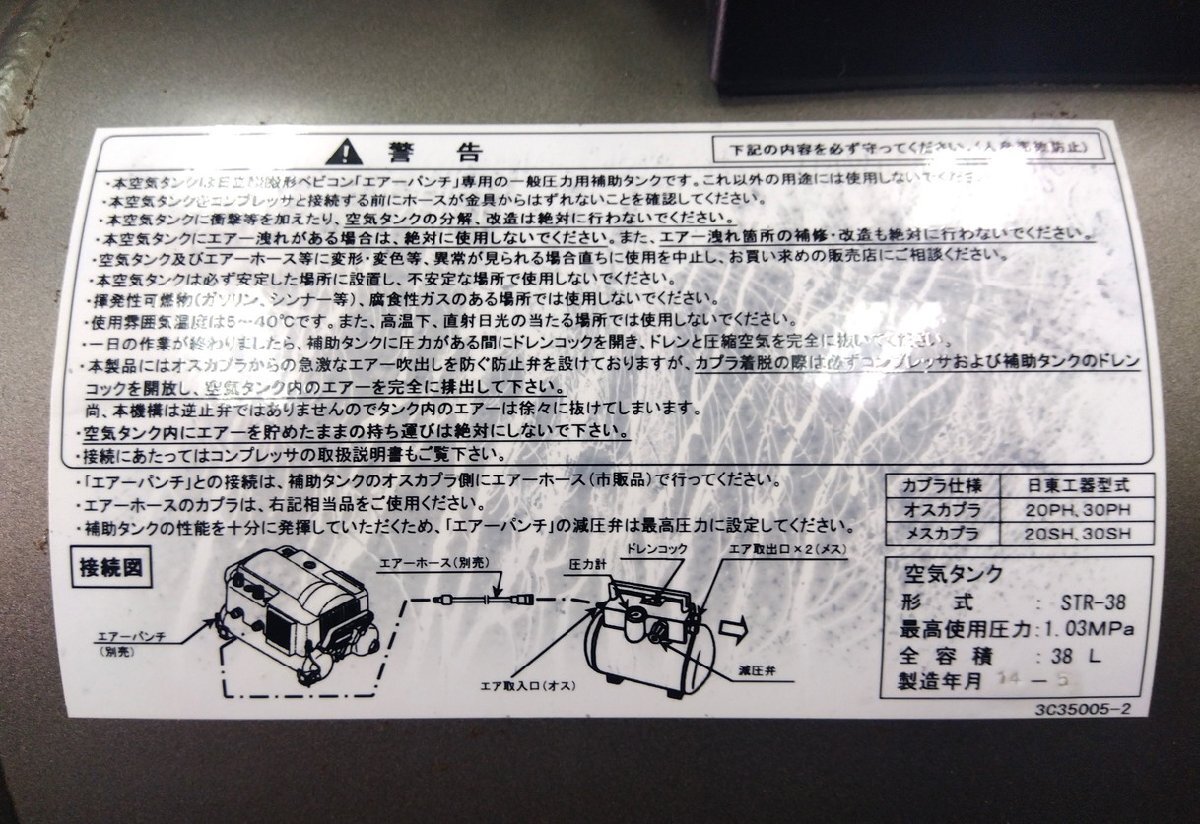 警告
下記の内容を必ず守ってください。(人身事故防止)
・本空気タンクは日立 般形ベビコン「エアーパンチ」専用の一般圧力用補助タンクです。これ以外の用途には使用しないでください。
・本空気タンクをコンプレッサと接続する前にホースが金具からはずれないことを確認してください。
・本空気タンクに衝撃等を加えたり、空気タンクの分解、改造は絶対に行わないでください。
・本空気タンクにエアー洩れがある場合は、絶対に使用しないでください。また、エアー洩れ箇所の補修・改造も絶対に行わないでください。
・空気タンク及びエアーホース等に変形・変色等、異常が見られる場合直ちに使用を中止し、お買い求めの販売店にご相談ください。
・本空気タンクは必ず安定した場所に設置し、不安定な場所で使用しないでください。
・揮発性可燃物(ガソリン、シンナー等)、腐食性ガスのある場所では使用しないでください。
・使用雰囲気温度は5～40℃です。また、高温下、直射日光の当たる場所では使用しないでください。
・一日の作業が終わりましたら、補助タンクに圧力がある間にドレンコックを開き、ドレンと圧縮空気を完全に抜いてください。
・本製品にはオスカプラからの急激なエアー吹出しを防ぐ防止弁を設けておりますが、カプラ着脱の際は必ずコンプレッサおよび補助タンクのドレン
コックを開放し、空気タンク内のエアーを完全に排出して下さい。
尚、本機構は逆止弁ではありませんのでタンク内のエアーは徐々に抜けてしまいます。
・空気タンク内にエアーを貯めたままの持ち運びは絶対にしないで下さい。
・接続にあたってはコンプレッサの取扱説明書もご覧下さい。
・「エアーパンチ」との接続は、補助タンクのオスカプラ側にエアーホース(市販品)で行ってください。
・エアーホースのカプラは、右記相当品をご使用ください。
・補助タンクの性能を十分に発揮していただくため、「エアーパンチ」の減圧弁は最高圧力に設定してください。
カプラ仕様 日東工器型式
オスカプラ 20PH、30PH
メスカプラ 20SH、30SH
接続図
エアーパンチ
(別売)
エアーホース(別売)
圧力計
ドレンコック
エア取出口×2(メス)
エア取入口(オス)
減圧弁
空気タンク
形式 : STR-38
最高使用圧力:1.03MPa
全容積 : 38 L
製造年月 14-5
3C35005-2